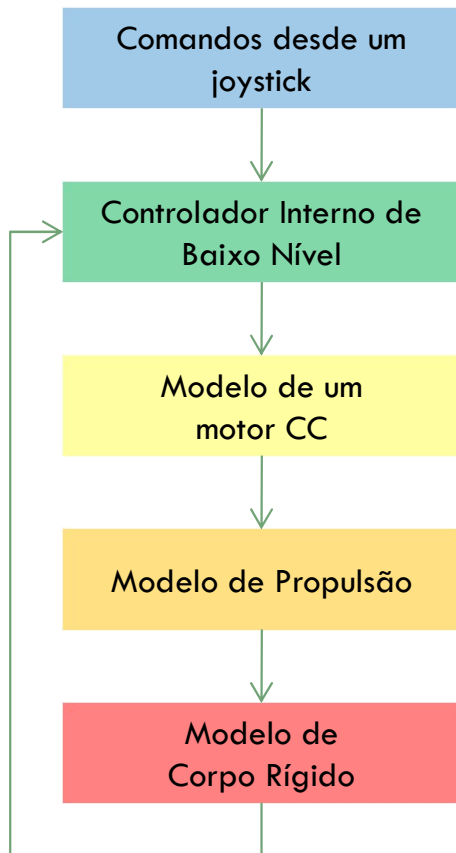 Comandos desde um
joystick
Controlador Interno de
Baixo Nível
Modelo de um
motor CC
Modelo de Propulsão
Modelo de
Corpo Rígido